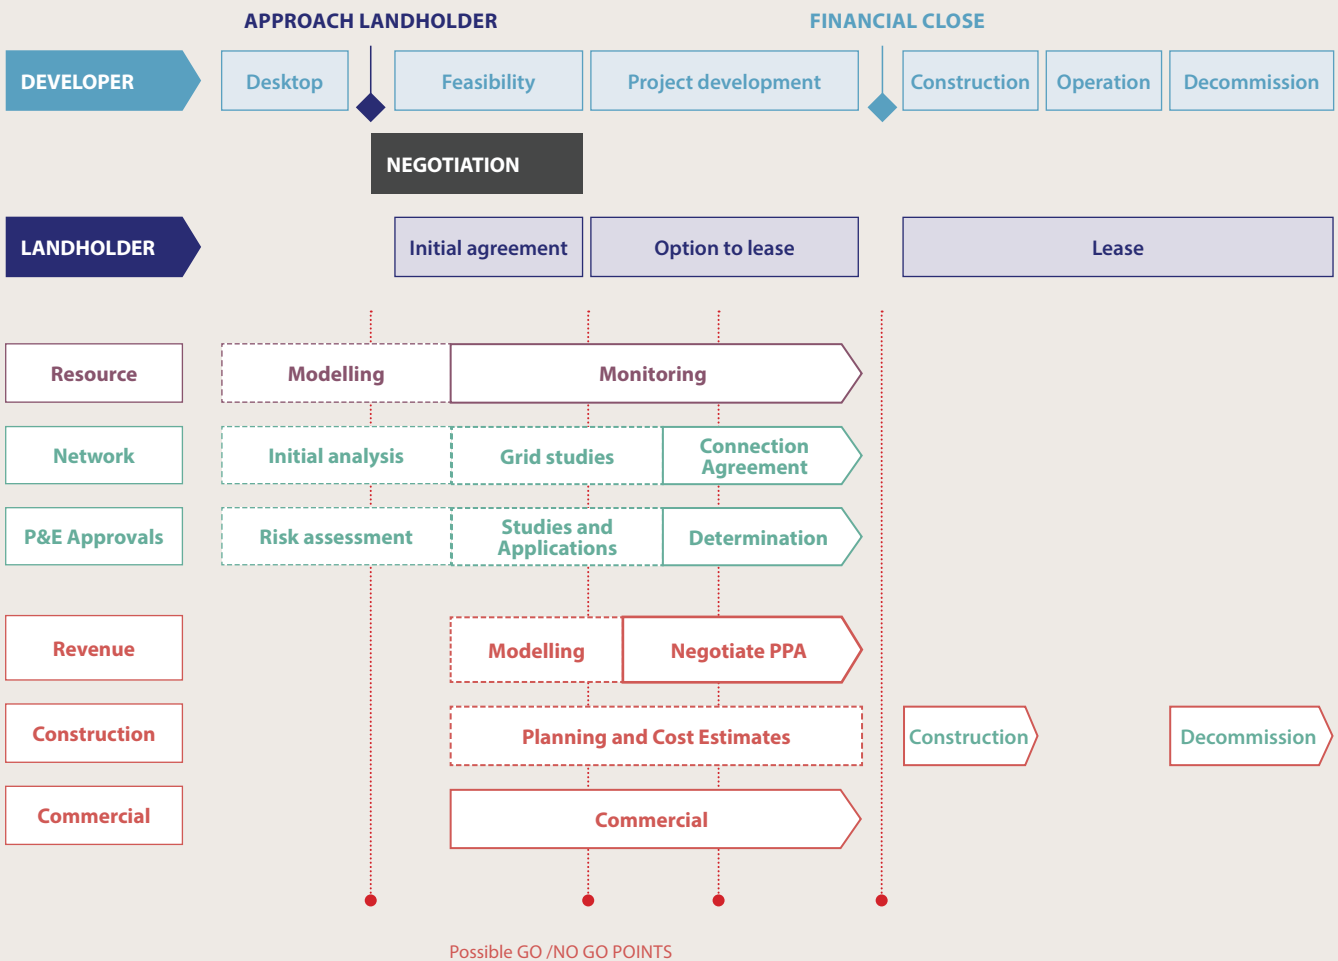 APPROACH LANDHOLDER
FINANCIAL CLOSE
DEVELOPER
Desktop
Feasibility
Project development
Construction
Operation
Decommission
NEGOTIATION
LANDHOLDER
Initial agreement
Option to lease
Lease
Resource
Modelling
Monitoring
Network
Initial analysis
Grid studies
Connection
Agreement
P&E Approvals
Risk assessment
Studies and
Applications
Determination
Revenue
Modelling
Negotiate PPA
Construction
Planning and Cost Estimates
Construction
Decommission
Commercial
Commercial
Possible GO /NO GO POINTS